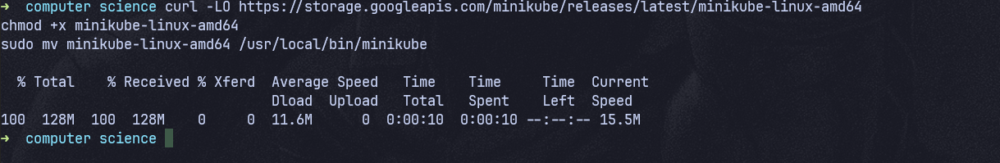 ➜  computer science curl -LO https://storage.googleapis.com/minikube/releases/latest/minikube-linux-amd64
chmod +x minikube-linux-amd64
sudo mv minikube-linux-amd64 /usr/local/bin/minikube
  % Total    % Received % Xferd  Average Speed   Time    Time     Time  Current
                                 Dload  Upload   Total   Spent    Left  Speed
100  128M  100  128M    0     0  11.6M      0  0:00:10  0:00:10 --:--:-- 15.5M
➜  computer science